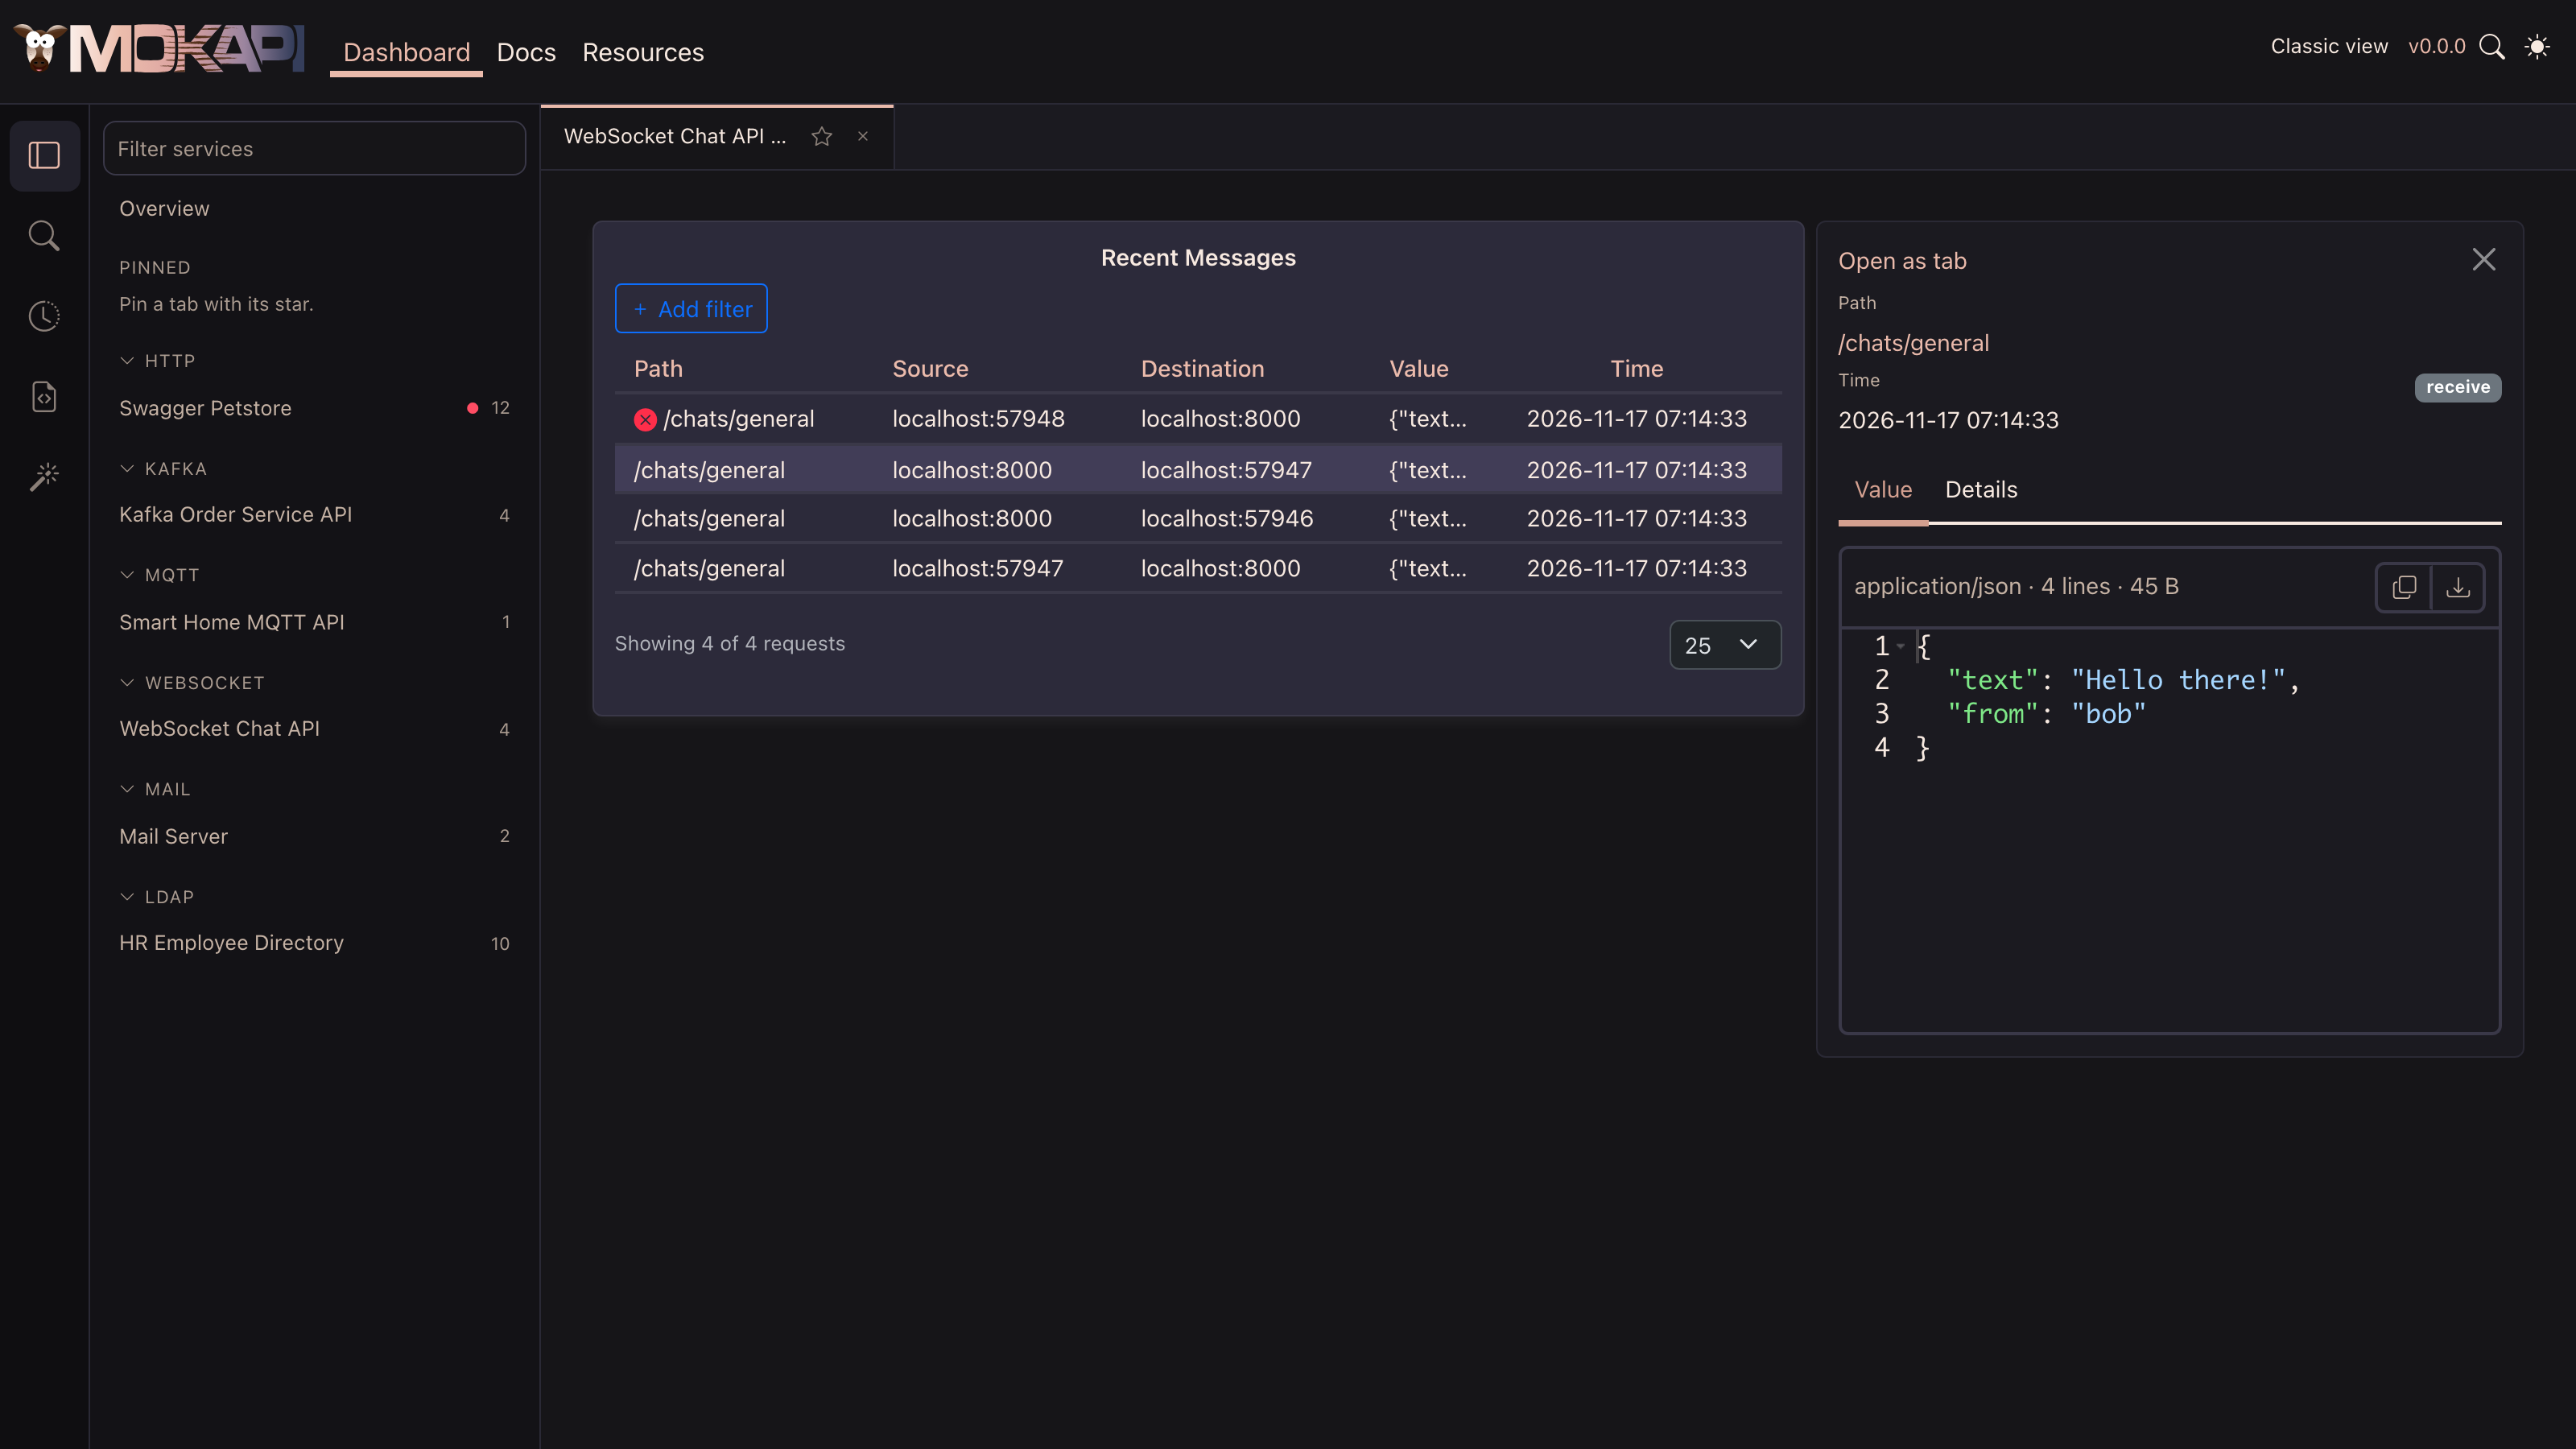 MOKAPI
Dashboard Docs Resources
Classic view v0.0.0
Filter services
Overview
PINNED
Pin a tab with its star.
HTTP
Swagger Petstore 12
KAFKA
Kafka Order Service API 4
MQTT
Smart Home MQTT API 1
WEBSOCKET
WebSocket Chat API 4
MAIL
Mail Server 2
LDAP
HR Employee Directory 10
WebSocket Chat API ...
Recent Messages
+ Add filter
Path Source Destination Value Time
/chats/general localhost:57948 localhost:8000 {"text... 2026-11-17 07:14:33
/chats/general localhost:8000 localhost:57947 {"text... 2026-11-17 07:14:33
/chats/general localhost:8000 localhost:57946 {"text... 2026-11-17 07:14:33
/chats/general localhost:57947 localhost:8000 {"text... 2026-11-17 07:14:33
Showing 4 of 4 requests
25
Open as tab
Path
/chats/general
Time
receive
2026-11-17 07:14:33
Value Details
application/json · 4 lines · 45 B
1 {
2 "text": "Hello there!",
3 "from": "bob"
4 }